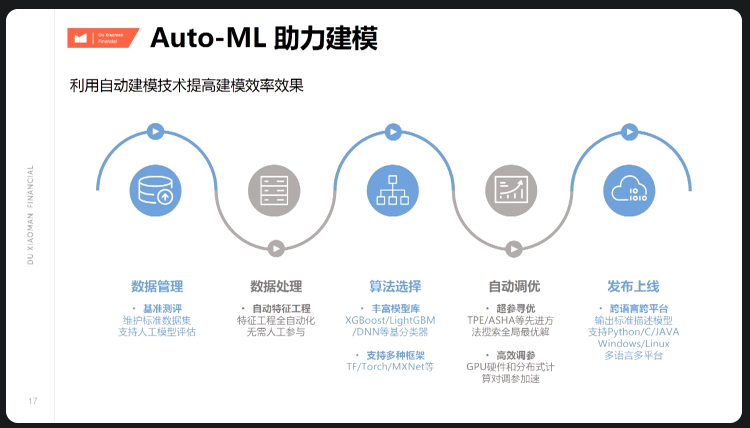 Du Xiaoman
Financial
Auto-ML 助力建模
利用自动建模技术提高建模效率效果
DU XIAOMAN FINANCIAL
数据管理
• 基准测评
维护标准数据集
支持人工模型评估
数据处理
• 自动特征工程
特征工程全自动化
无需人工参与
算法选择
• 丰富模型库
XGBoost/LightGBM
/DNN等基分类器
• 支持多种框架
TF/Torch/MXNet等
自动调优
• 超参寻优
TPE/ASHA等先进方
法搜索全局最优解
• 高效调参
GPU硬件和分布式计
算对调参加速
发布上线
• 跨语言跨平台
输出标准描述模型
支持Python/C/JAVA
Windows/Linux
多语言多平台
10
1010
17